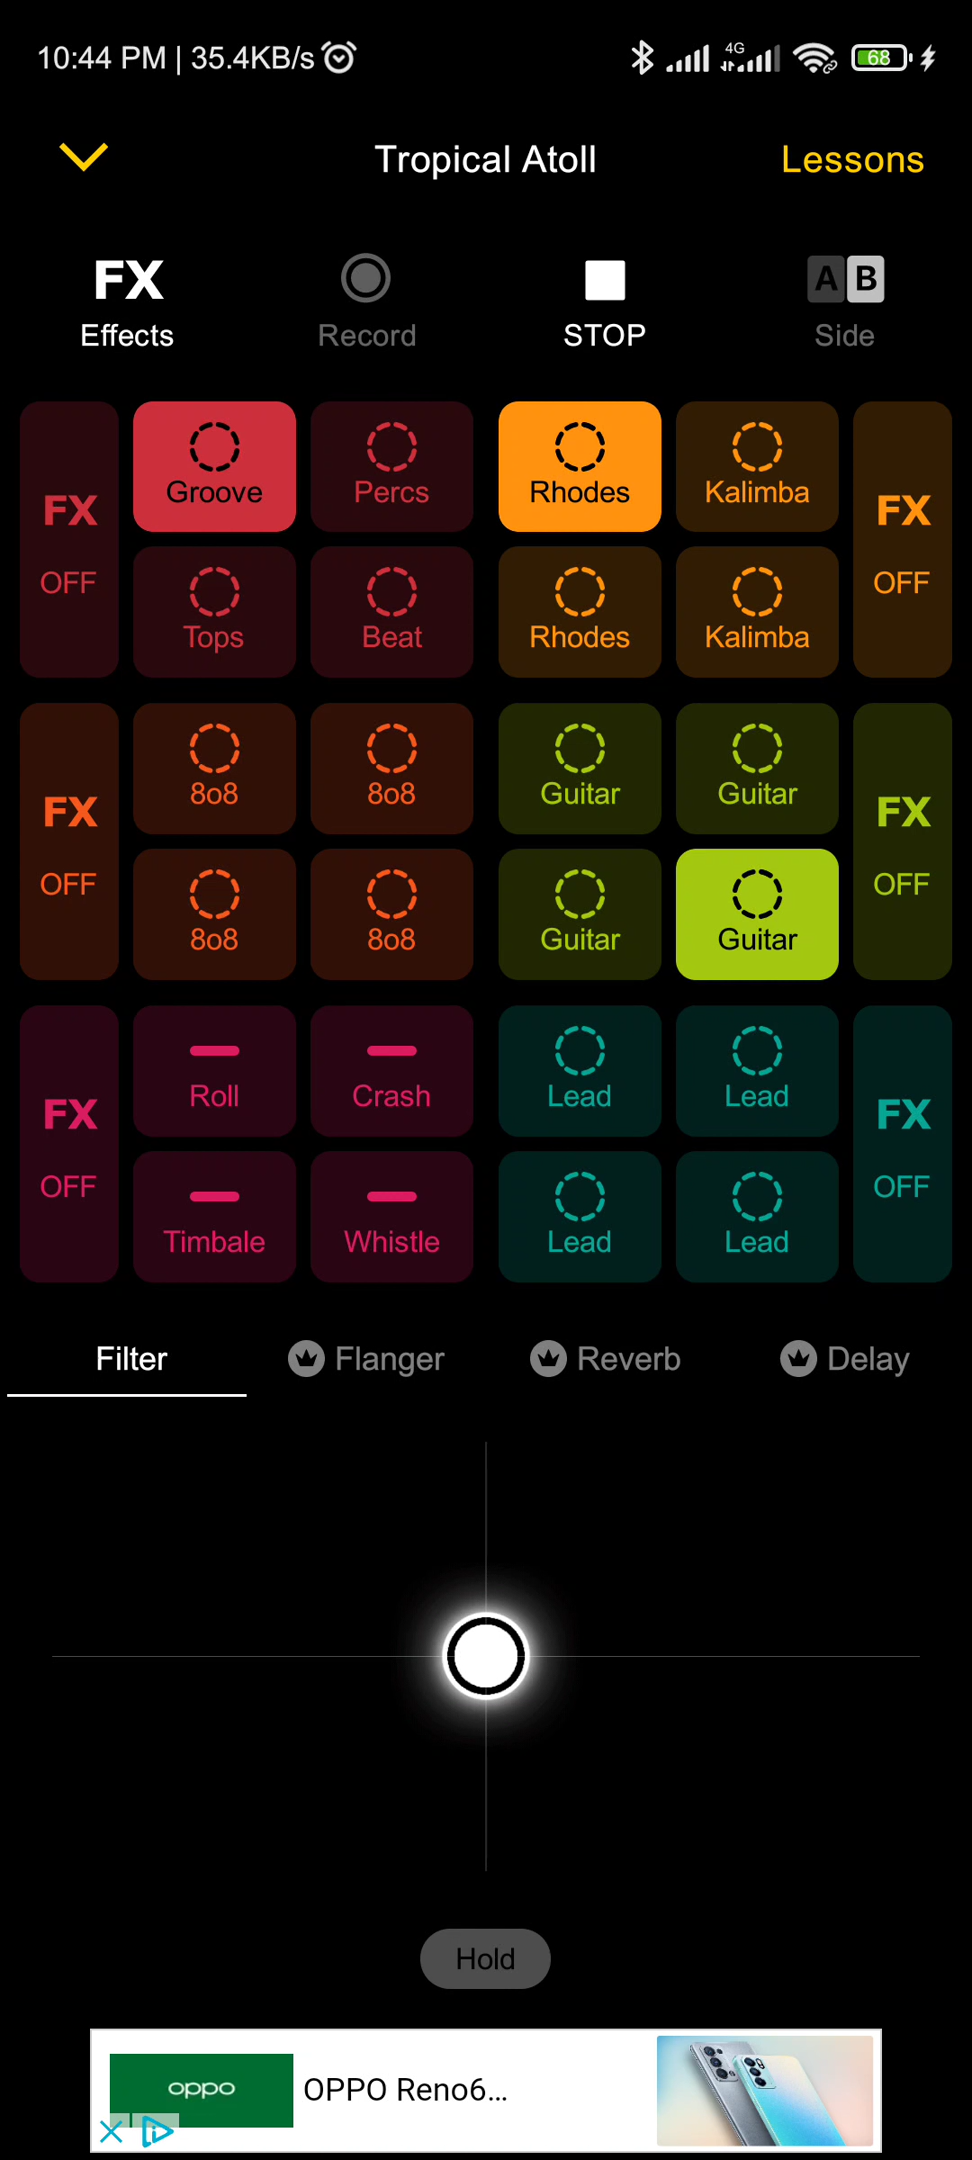 10:44 PM | 35.4KB/s 4G 68
Tropical Atoll Lessons
FX A B
Effects Record STOP Side
Groove Percs Rhodes Kalimba
FX FX
OFF OFF
Tops Beat Rhodes Kalimba
8o8 8o8 Guitar Guitar
FX FX
OFF OFF
8o8 8o8 Guitar Guitar
Roll Crash Lead Lead
FX FX
OFF OFF
Timbale Whistle Lead Lead
Filter Flanger Reverb Delay
Hold
oppo OPPO Reno6...